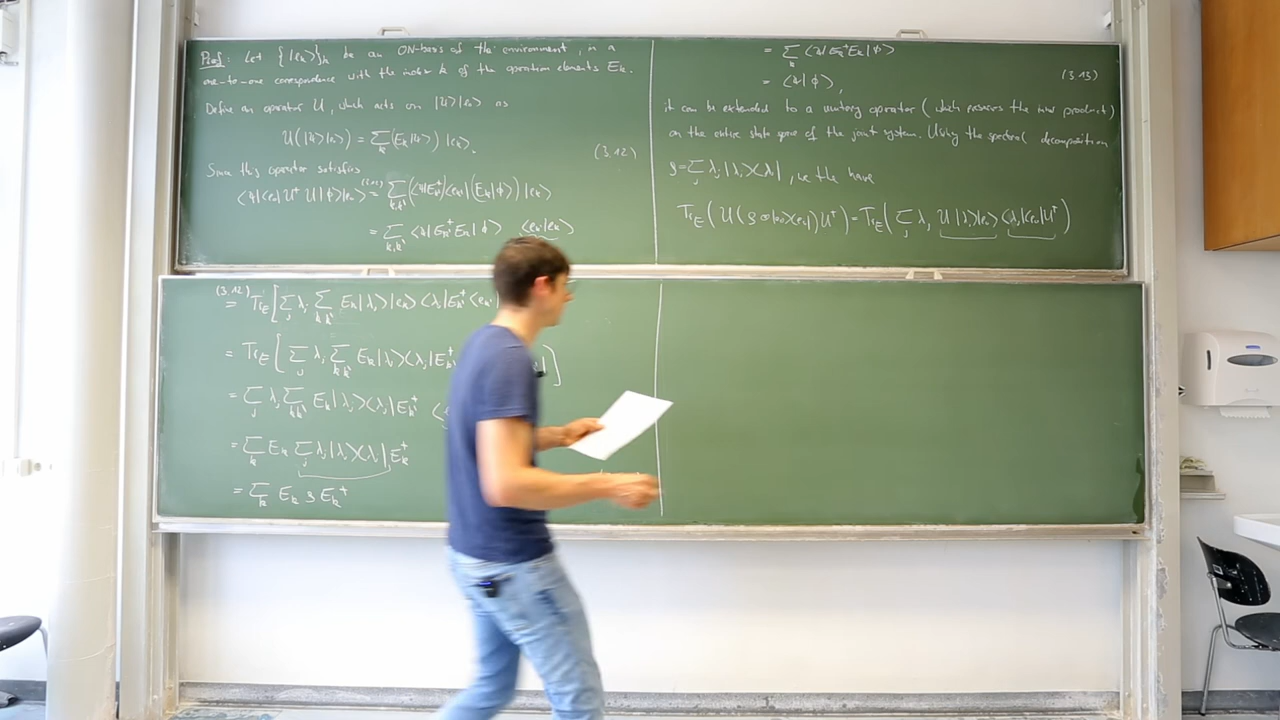 Proof: Let {|e_k⟩}_k be an ON-basis of the environment, in a
one-to-one correspondence with the index k of the operation elements E_k.
Define an operator U, which acts on |ψ⟩|e_0⟩ as
U(|ψ⟩|e_0⟩) = Σ_k (E_k|ψ⟩)|e_k⟩. (3.12)
Since this operator satisfies
⟨ψ|⟨e_0|U†U|φ⟩|e_0⟩ (3.12)= Σ_{k,k'} (⟨ψ|E_k†)⟨e_k|(E_k'|φ⟩)|e_k'⟩
= Σ_{k,k'} ⟨ψ|E_k†E_k'|φ⟩ ⟨e_k|e_k'⟩
= Σ_k ⟨ψ|E_k†E_k|φ⟩
= ⟨ψ|φ⟩, (3.13)
it can be extended to a unitary operator (which preserves the inner product)
on the entire state space of the joint system. Using the spectral decomposition
ρ = Σ_j λ_j |λ_j⟩⟨λ_j|, we the have
Tr_E(U(ρ⊗|e_0⟩⟨e_0|)U†) = Tr_E(Σ_j λ_j U|λ_j⟩|e_0⟩⟨λ_j|⟨e_0|U†)
(3.12)= Tr_E[Σ_j λ_j Σ_{k,k'} E_k|λ_j⟩|e_k⟩⟨λ_j|E_k'†⟨e_k'|
= Tr_E[Σ_j λ_j Σ_{k,k'} E_k|λ_j⟩⟨λ_j|E_k'† )]
= Σ_j λ_j Σ_{k,k'} E_k|λ_j⟩⟨λ_j|E_k'† ⟨
= Σ_k E_k Σ_j λ_j|λ_j⟩⟨λ_j|E_k†
= Σ_k E_k ρ E_k†